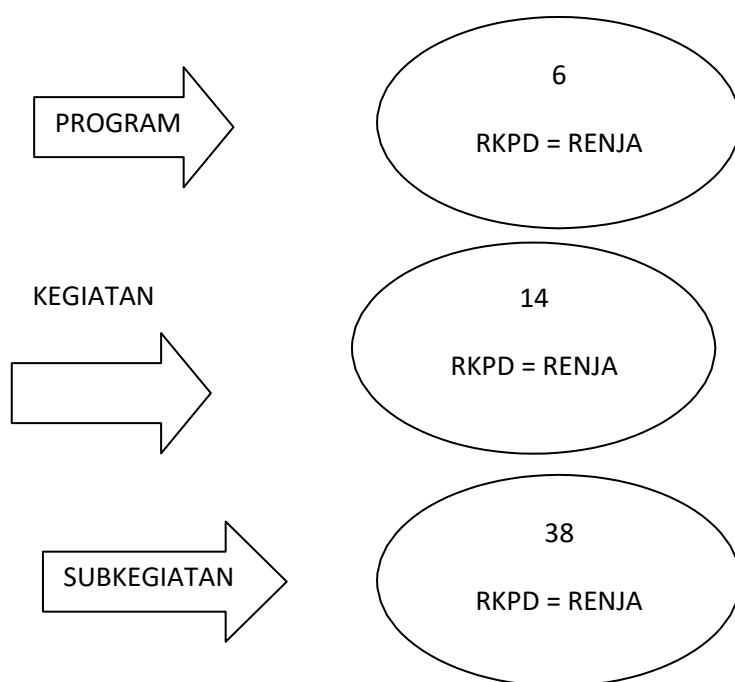 PROGRAM
6
RKPD = RENJA
KEGIATAN
14
RKPD = RENJA
SUBKEGIATAN
38
RKPD = RENJA